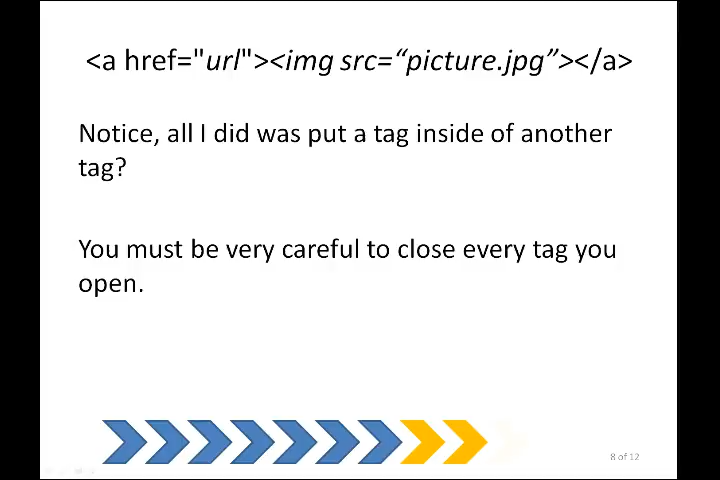 <a href="url"><img src=“picture.jpg”></a>
Notice, all I did was put a tag inside of another
tag?
You must be very careful to close every tag you
open.
8 of 12